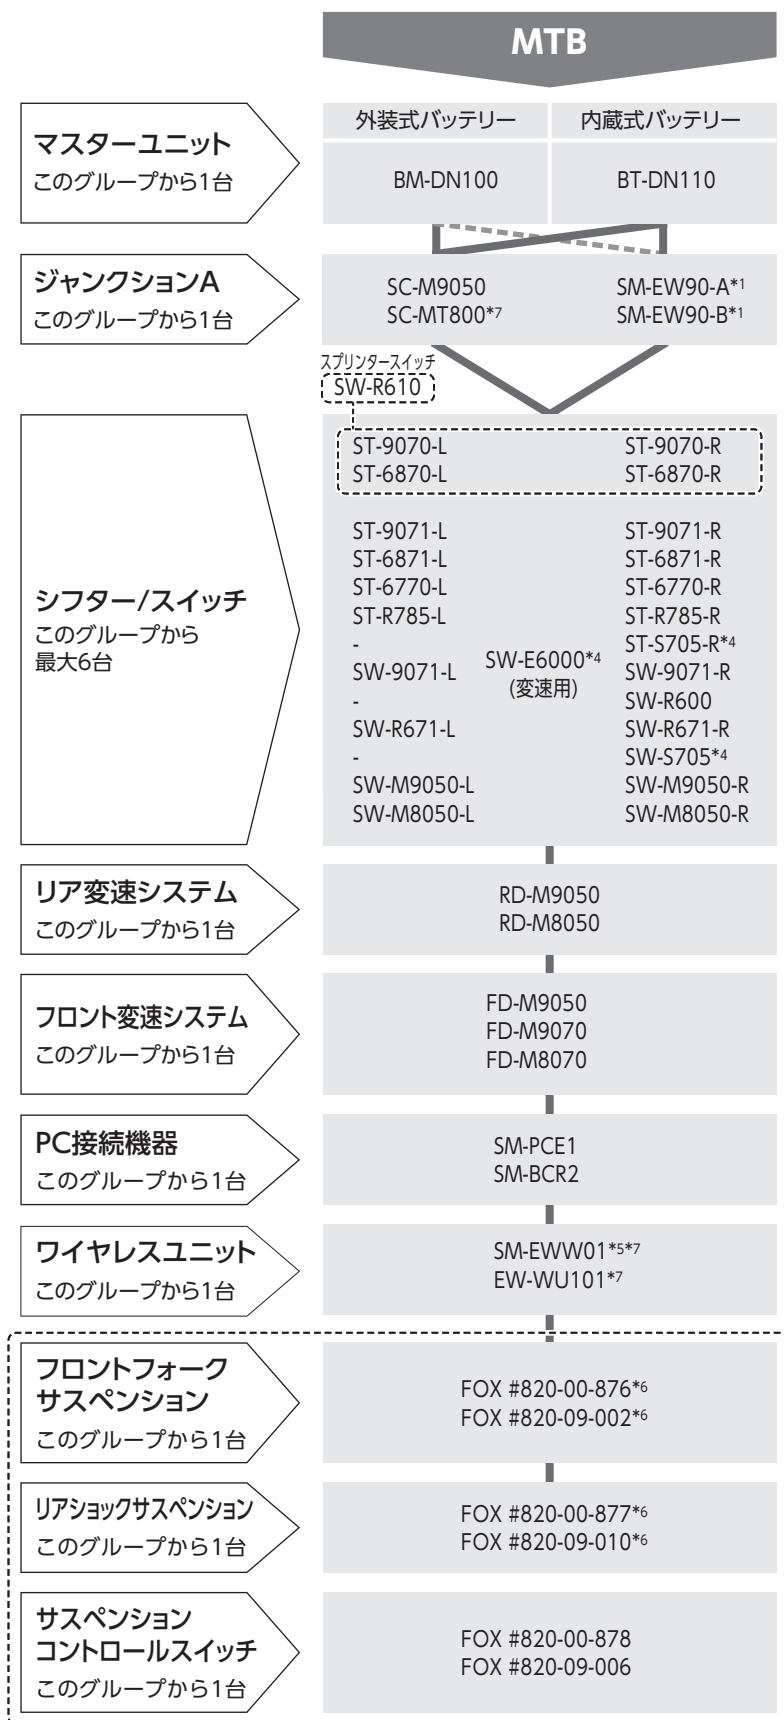 MTB
マスターユニット
このグループから1台
外装式バッテリー 内蔵式バッテリー
BM-DN100 BT-DN110
ジャンクションA
このグループから1台
SC-M9050 SM-EW90-A*1
SC-MT800*7 SM-EW90-B*1
スプリンタースイッチ
SW-R610
シフター/スイッチ
このグループから
最大6台
ST-9070-L ST-9070-R
ST-6870-L ST-6870-R
ST-9071-L ST-9071-R
ST-6871-L ST-6871-R
ST-6770-L ST-6770-R
ST-R785-L ST-R785-R
- ST-S705-R*4
SW-9071-L SW-E6000*4 SW-9071-R
- (変速用) SW-R600
SW-R671-L SW-R671-R
- SW-S705*4
SW-M9050-L SW-M9050-R
SW-M8050-L SW-M8050-R
リア変速システム
このグループから1台
RD-M9050
RD-M8050
フロント変速システム
このグループから1台
FD-M9050
FD-M9070
FD-M8070
PC接続機器
このグループから1台
SM-PCE1
SM-BCR2
ワイヤレスユニット
このグループから1台
SM-EWW01*5*7
EW-WU101*7
フロントフォーク
サスペンション
このグループから1台
FOX #820-00-876*6
FOX #820-09-002*6
リアショックサスペンション
このグループから1台
FOX #820-00-877*6
FOX #820-09-010*6
サスペンション
コントロールスイッチ
このグループから1台
FOX #820-00-878
FOX #820-09-006